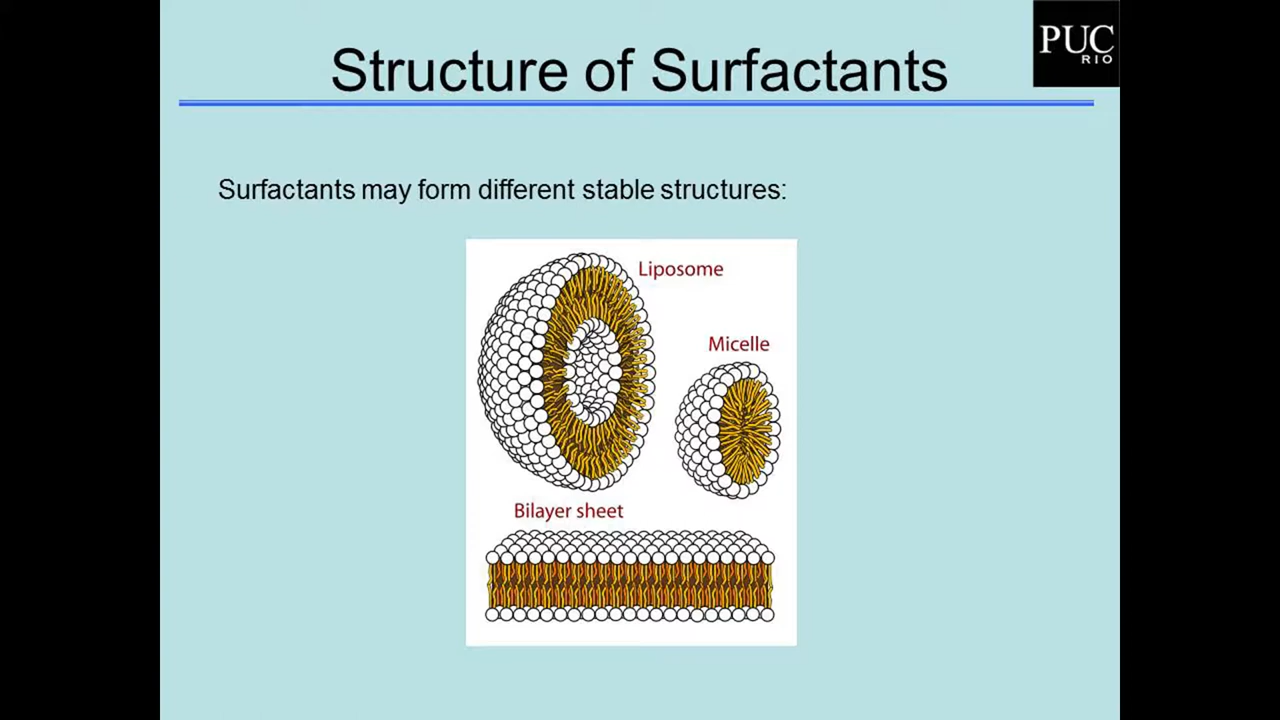 Structure of Surfactants
PUC
RIO
Surfactants may form different stable structures:
Liposome
Micelle
Bilayer sheet